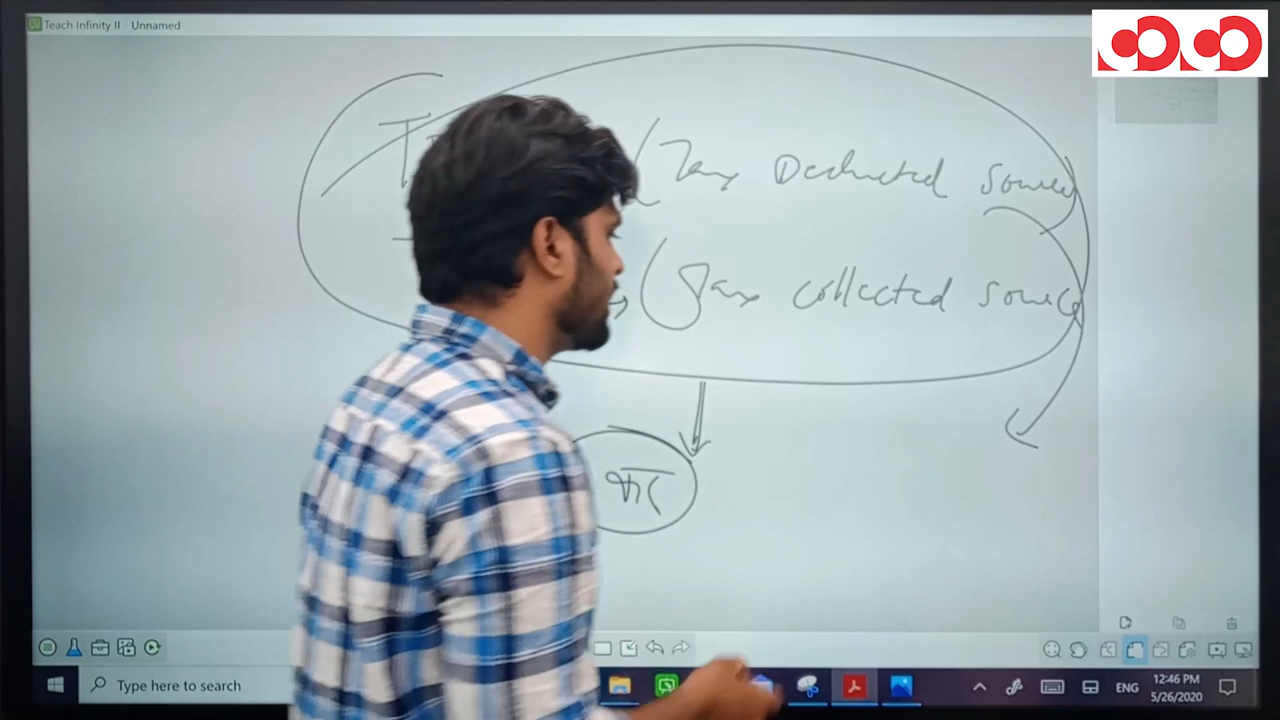 Teach Infinity II Unnamed
(Tax Deducted Source)
(Tax collected source
Type here to search
ENG
12:46 PM
5/26/2020